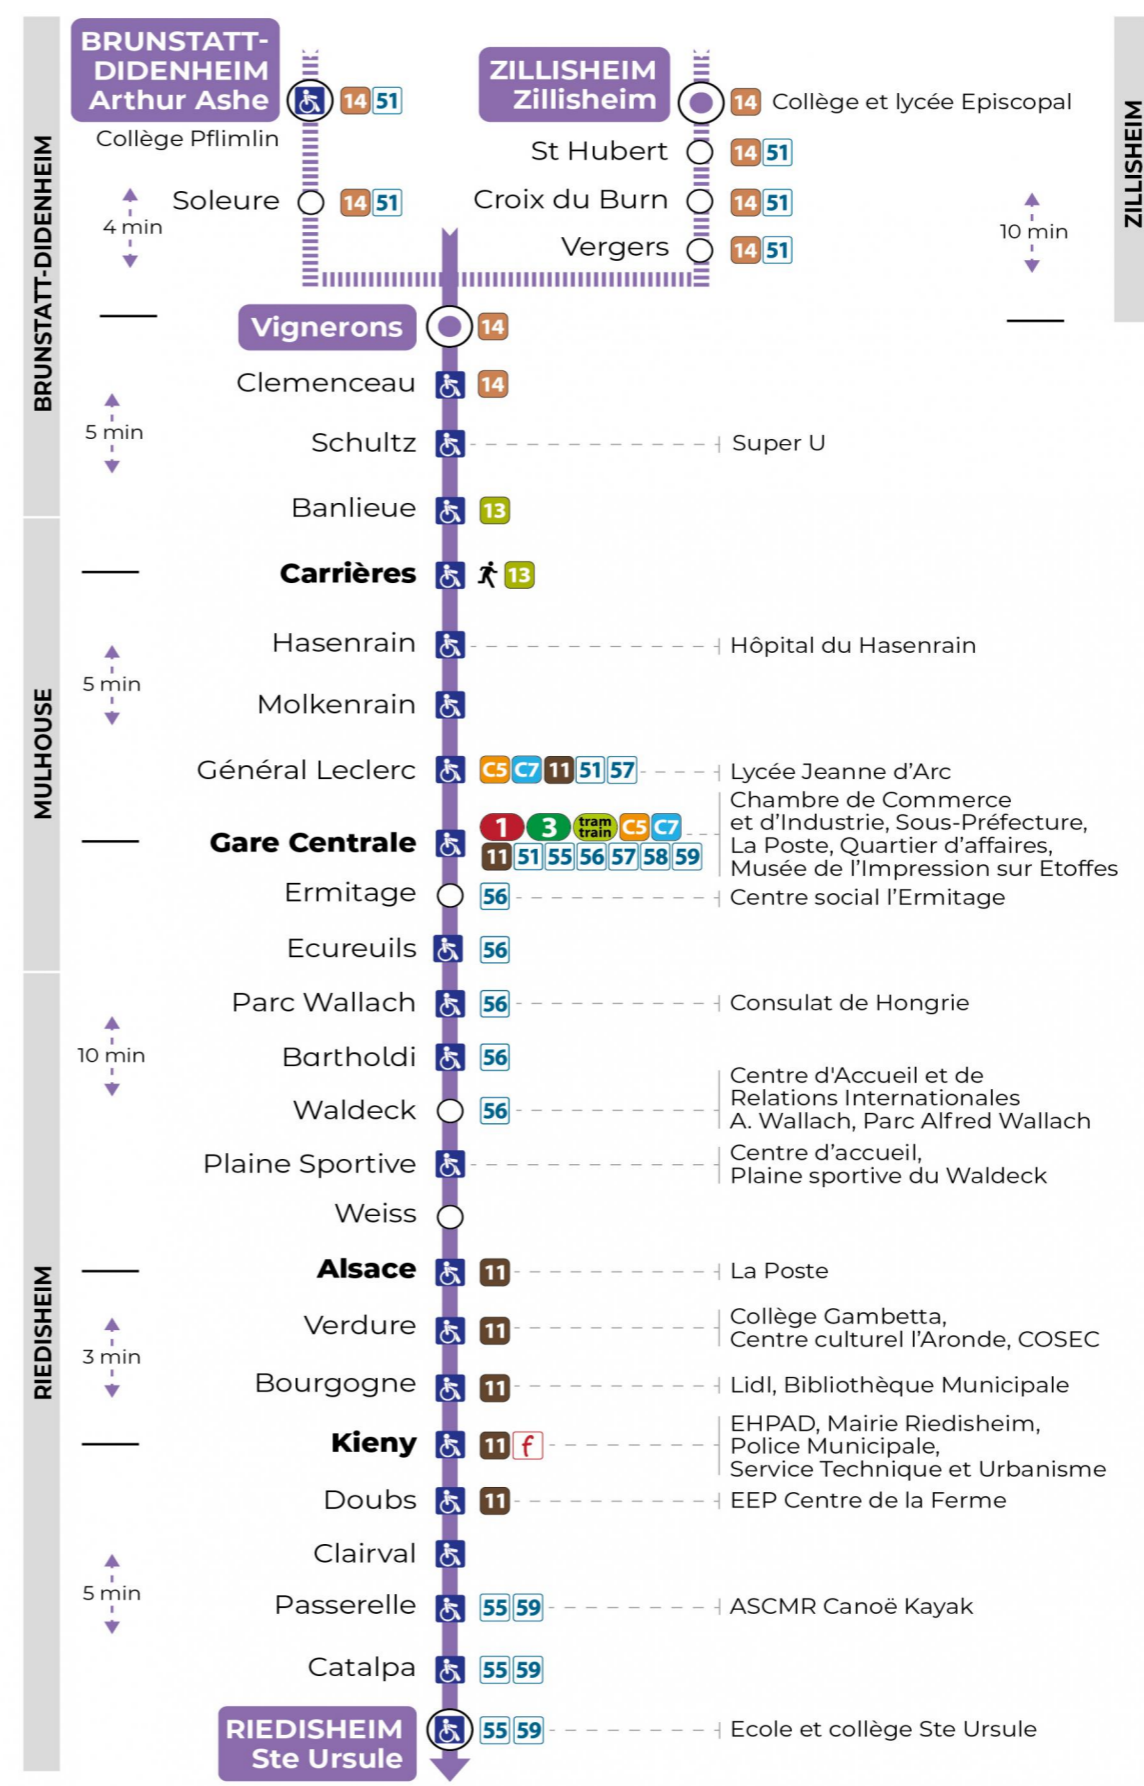 BRUNSTATT-
DIDENHEIM
Arthur Ashe
14 51
Collège Pflimlin
ZILLISHEIM
Zillisheim
14 Collège et lycée Episcopal
St Hubert 14 51
Soleure 14 51
Croix du Burn 14 51
Vergers 14 51
4 min
10 min
ZILLISHEIM
BRUNSTATT-DIDENHEIM
Vignerons 14
Clemenceau 14
5 min
Schultz Super U
Banlieue 13
MULHOUSE
Carrières 13
Hasenrain Hôpital du Hasenrain
5 min
Molkenrain
Général Leclerc C5 C7 11 51 57 Lycée Jeanne d’Arc
Gare Centrale 1 3 tram train C5 C7
11 51 55 56 57 58 59
Chambre de Commerce
et d’Industrie, Sous-Préfecture,
La Poste, Quartier d’affaires,
Musée de l’Impression sur Etoffes
Ermitage 56 Centre social l’Ermitage
Ecureuils 56
RIEDISHEIM
Parc Wallach 56 Consulat de Hongrie
10 min
Bartholdi 56
Waldeck 56
Centre d'Accueil et de
Relations Internationales
A. Wallach, Parc Alfred Wallach
Plaine Sportive
Centre d’accueil,
Plaine sportive du Waldeck
Weiss
Alsace 11 La Poste
Verdure 11
Collège Gambetta,
Centre culturel l’Aronde, COSEC
3 min
Bourgogne 11 Lidl, Bibliothèque Municipale
Kieny 11 f
EHPAD, Mairie Riedisheim,
Police Municipale,
Service Technique et Urbanisme
Doubs 11 EEP Centre de la Ferme
Clairval
5 min
Passerelle 55 59 ASCMR Canoë Kayak
Catalpa 55 59
RIEDISHEIM
Ste Ursule
55 59 Ecole et collège Ste Ursule